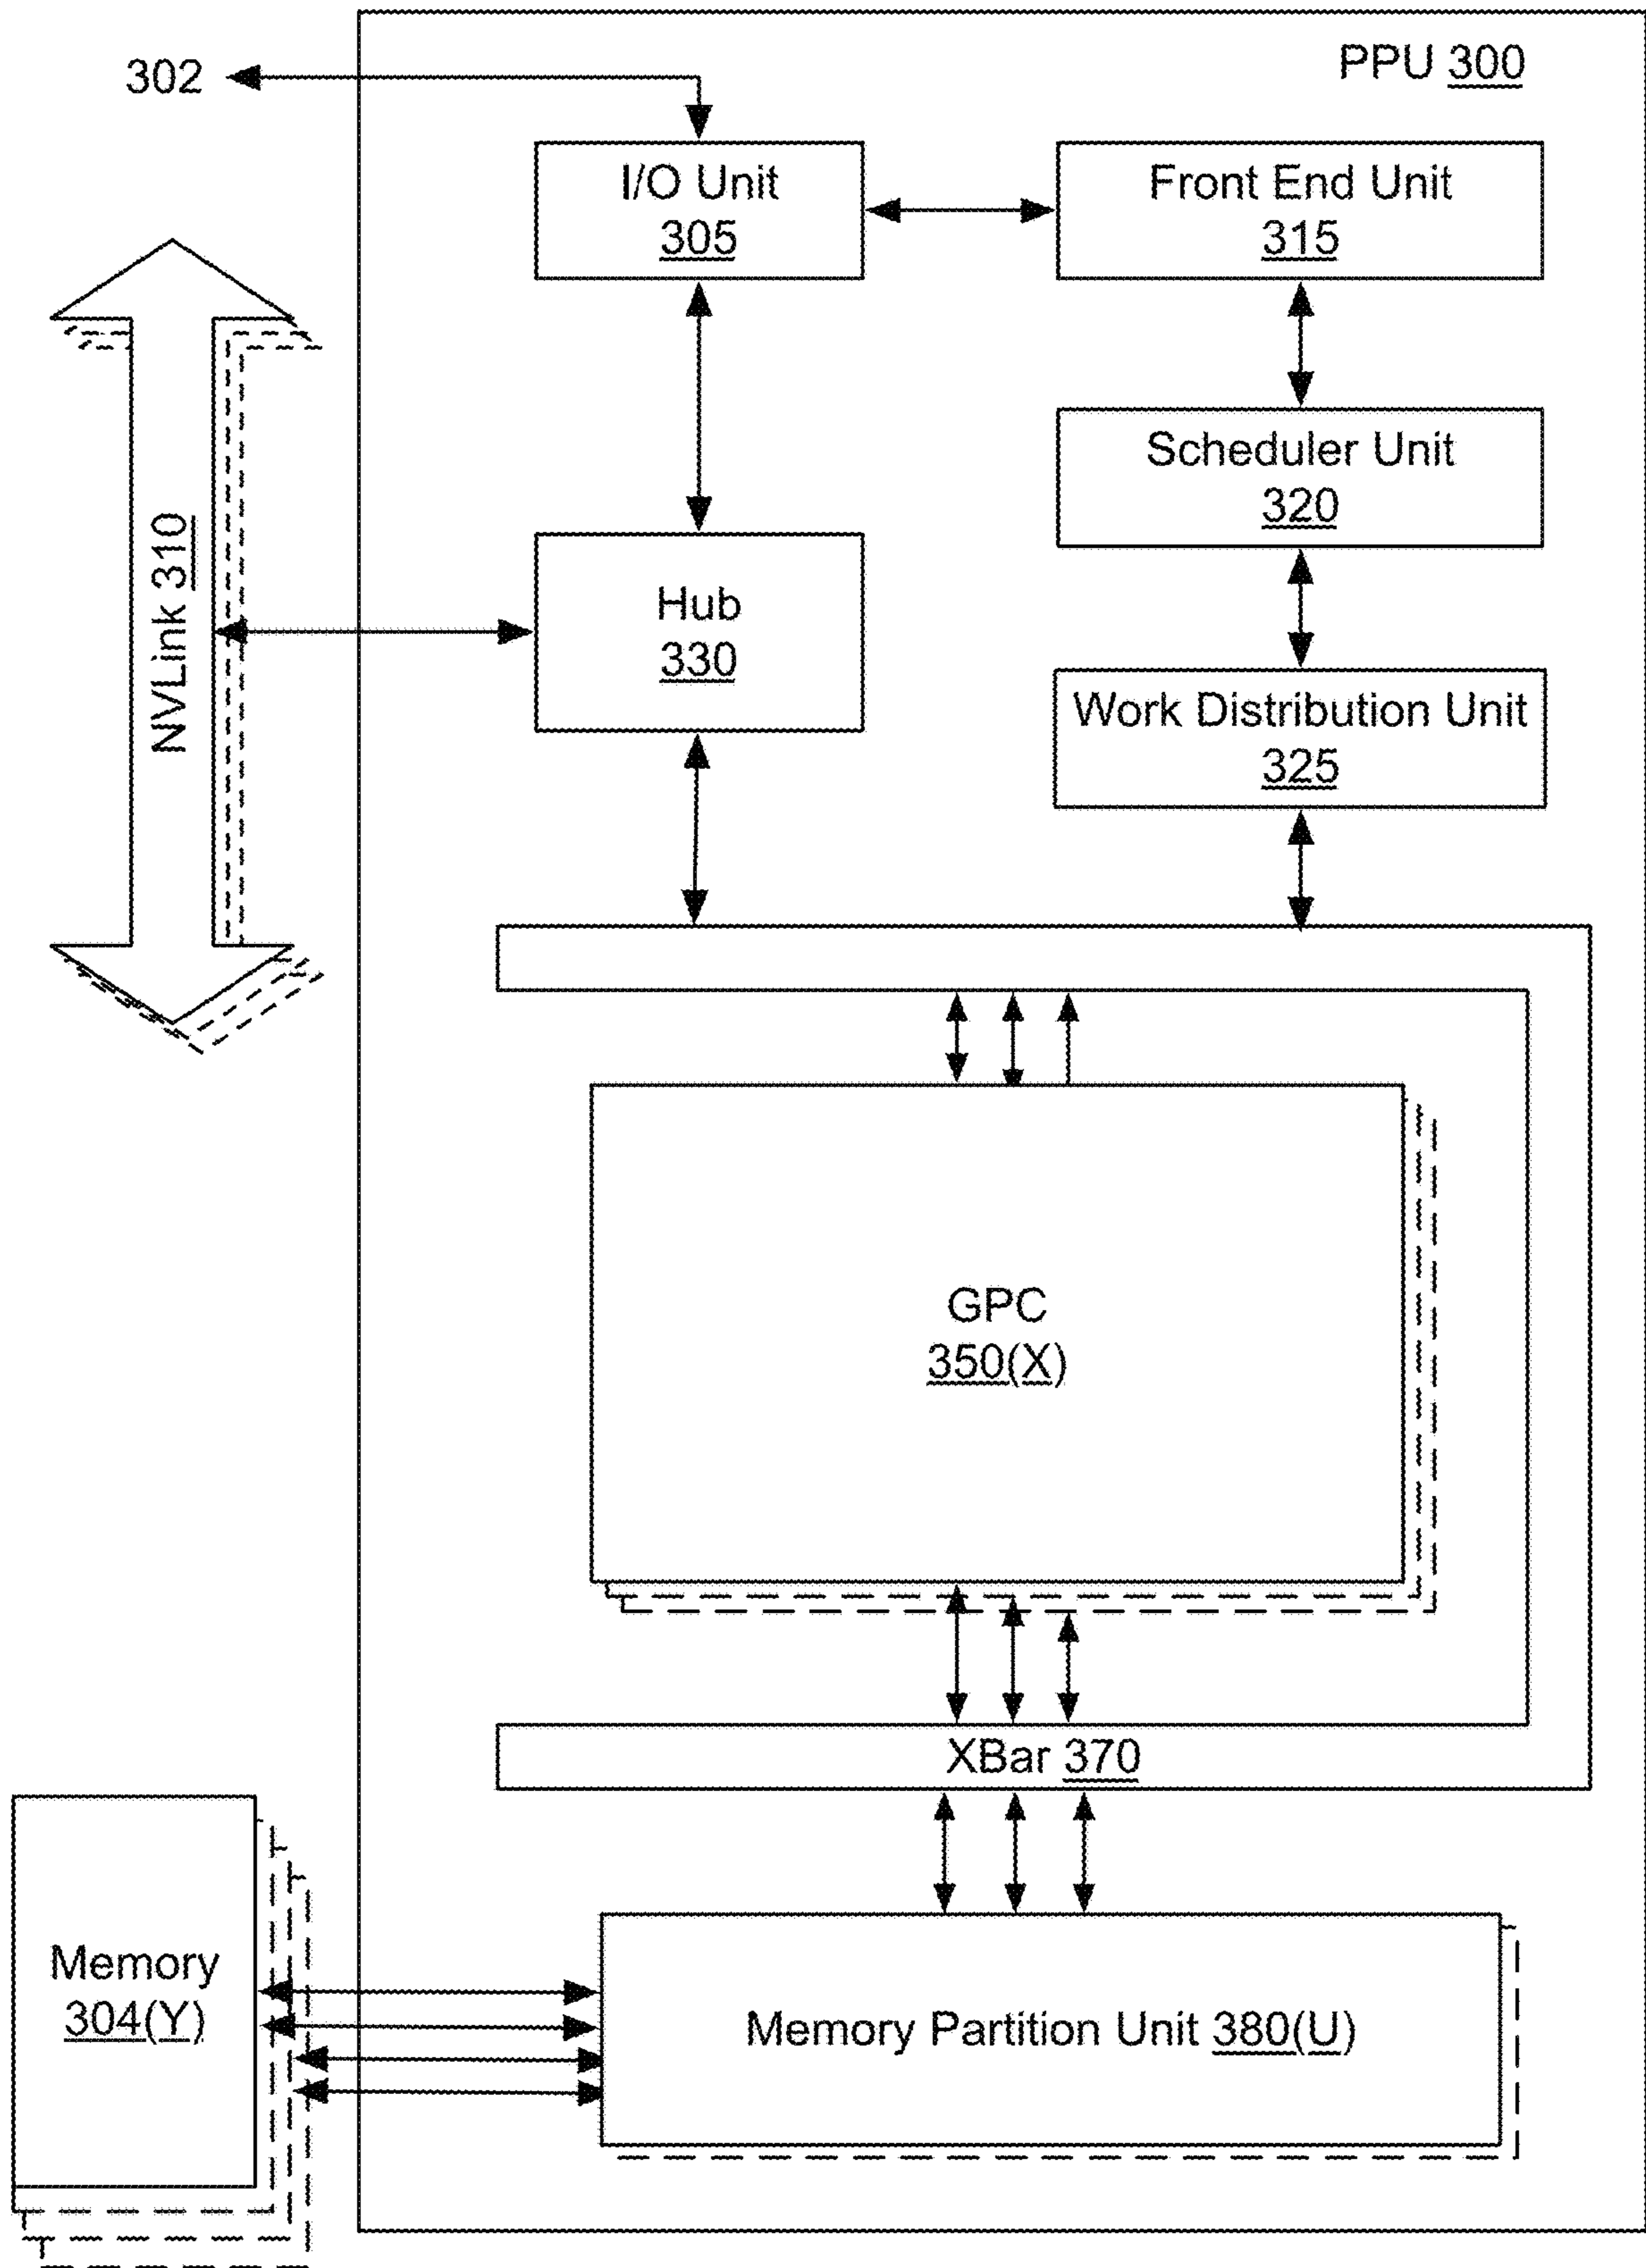 PPU 300
302
I/O Unit
305
Front End Unit
315
Scheduler Unit
320
NVLink 310
Hub
330
Work Distribution Unit
325
GPC
350(X)
XBar 370
Memory
304(Y)
Memory Partition Unit 380(U)